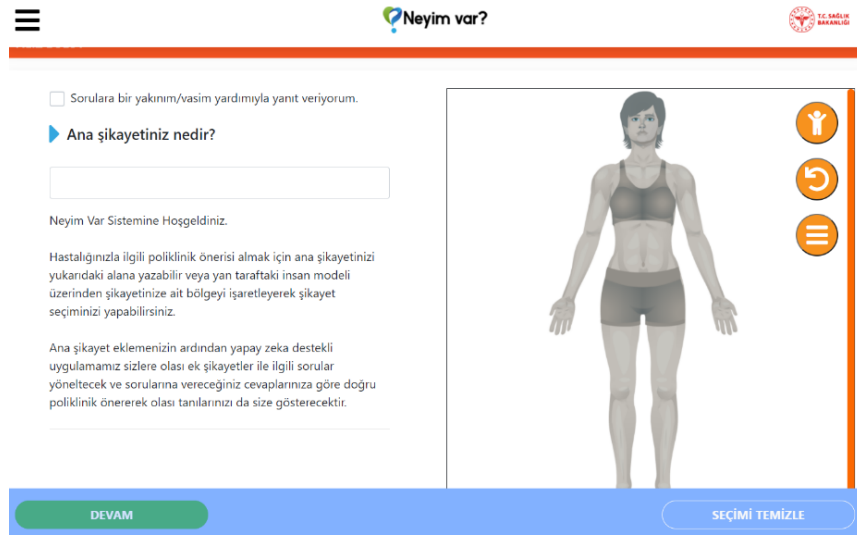 Neyim var?
T.C. SAĞLIK
BAKANLIĞI
Sorulara bir yakınım/vasim yardımıyla yanıt veriyorum.
Ana şikayetiniz nedir?
Neyim Var Sistemine Hoşgeldiniz.
Hastalığınızla ilgili poliklinik önerisi almak için ana şikayetinizi
yukarıdaki alana yazabilir veya yan taraftaki insan modeli
üzerinden şikayetinize ait bölgeyi işaretleyerek şikayet
seçiminizi yapabilirsiniz.
Ana şikayet eklemenizin ardından yapay zeka destekli
uygulamamız sizlere olası ek şikayetler ile ilgili sorular
yöneltecek ve sorularına vereceğiniz cevaplarınıza göre doğru
poliklinik önererek olası tanılarınızı da size gösterecektir.
DEVAM
SEÇİMİ TEMİZLE